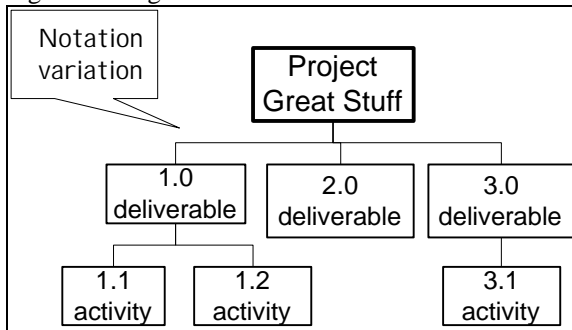 Notation
variation
Project
Great Stuff
1.0
deliverable
2.0
deliverable
3.0
deliverable
1.1
activity
1.2
activity
3.1
activity